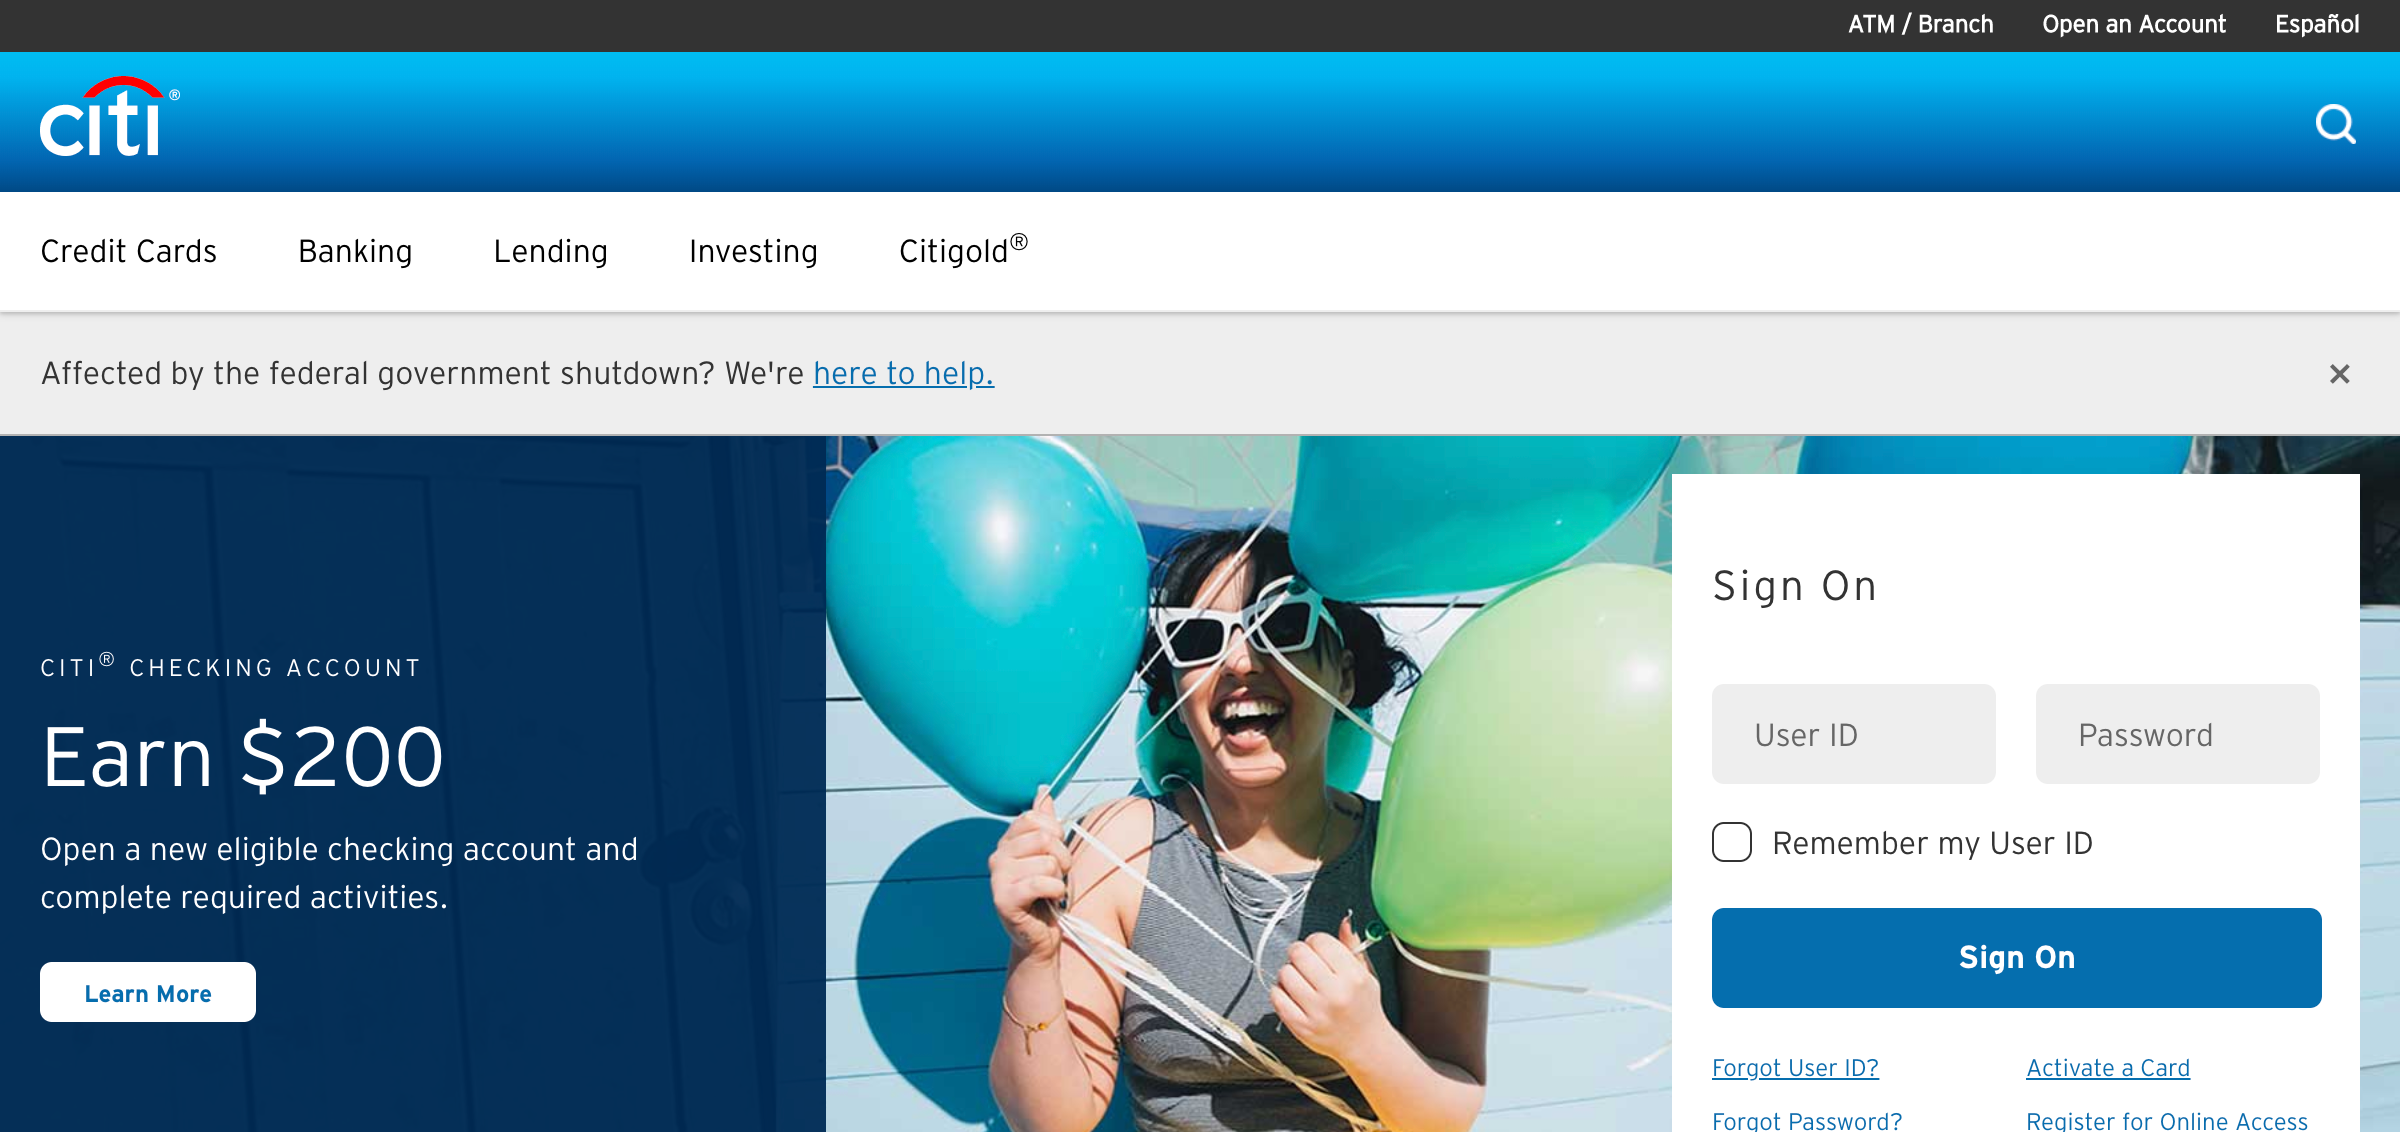 ATM / Branch Open an Account Español
citi®
Credit Cards Banking Lending Investing Citigold®
Affected by the federal government shutdown? We're here to help.
CITI® CHECKING ACCOUNT
Earn $200
Open a new eligible checking account and
complete required activities.
Learn More
Sign On
User ID Password
Remember my User ID
Sign On
Forgot User ID? Activate a Card
Forgot Password? Register for Online Access